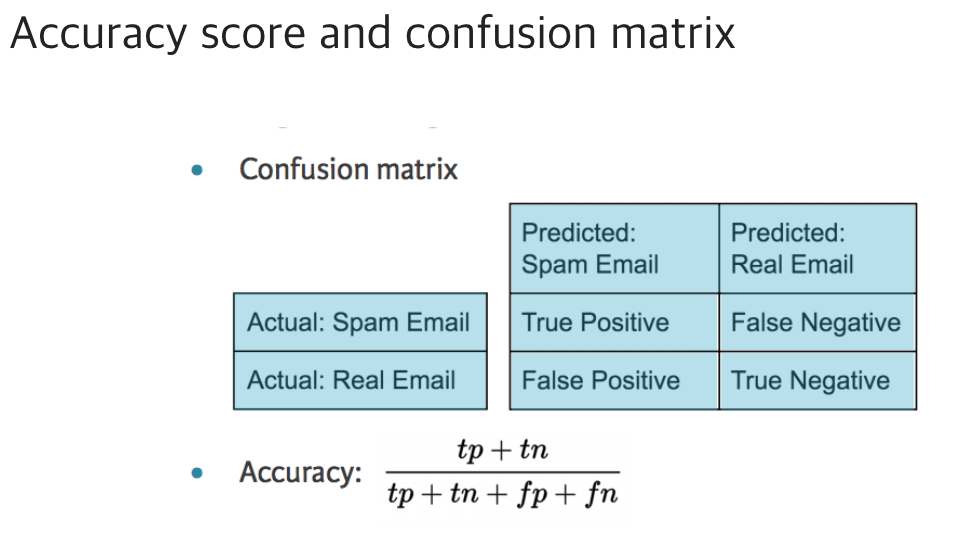 Accuracy score and confusion matrix
• Confusion matrix
Predicted: Predicted:
Spam Email Real Email
Actual: Spam Email True Positive False Negative
Actual: Real Email False Positive True Negative
tp + tn
• Accuracy:
tp + tn + fp + fn